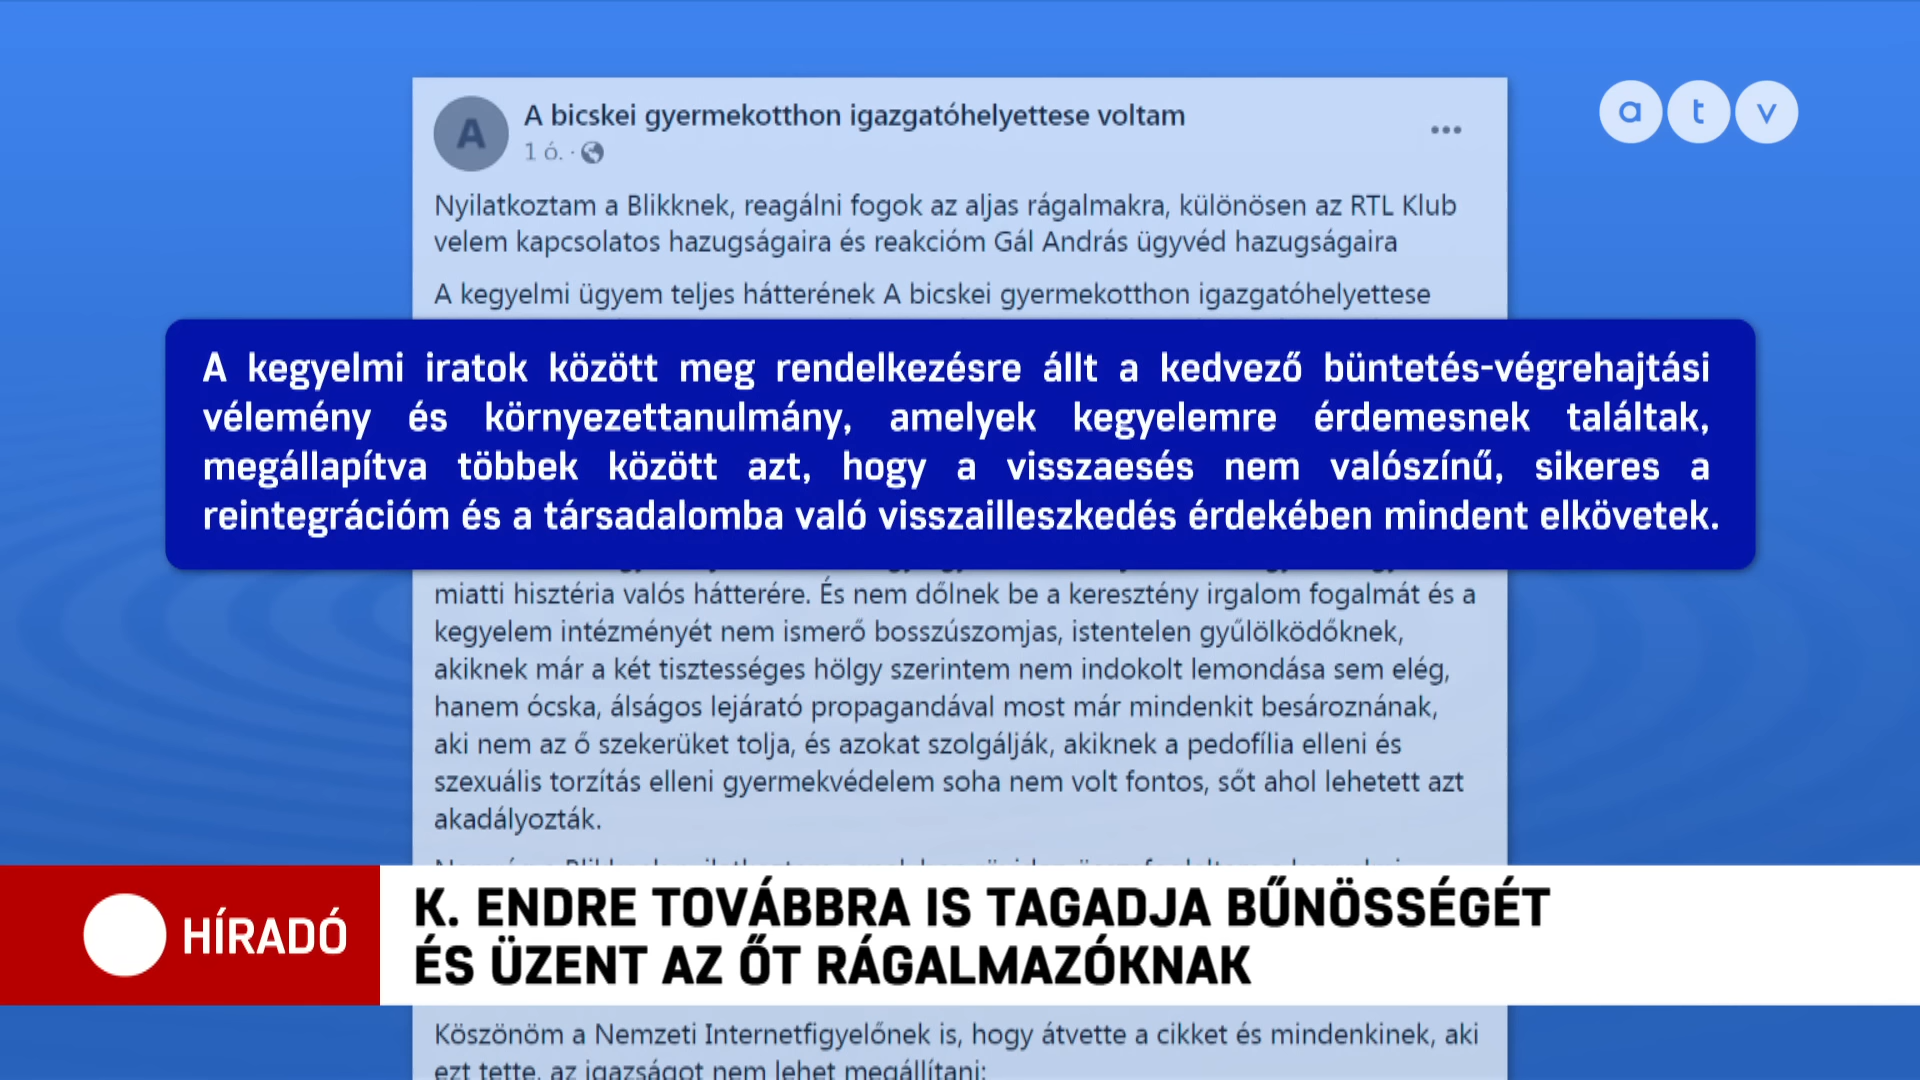 A bicskei gyermekotthon igazgatóhelyettese voltam
A
1 ó. ·
a t v
Nyilatkoztam a Blikknek, reagálni fogok az aljas rágalmakra, különösen az RTL Klub
velem kapcsolatos hazugságaira és reakcióm Gál András ügyvéd hazugságaira
A kegyelmi ügyem teljes hátterének A bicskei gyermekotthon igazgatóhelyettese
A kegyelmi iratok között meg rendelkezésre állt a kedvező büntetés-végrehajtási
vélemény és környezettanulmány, amelyek kegyelemre érdemesnek találtak,
megállapítva többek között azt, hogy a visszaesés nem valószínű, sikeres a
reintegrációm és a társadalomba való visszailleszkedés érdekében mindent elkövetek.
miatti hisztéria valós hátterére. És nem dőlnek be a keresztény irgalom fogalmát és a
kegyelem intézményét nem ismerő bosszúszomjas, istentelen gyűlölködőknek,
akiknek már a két tisztességes hölgy szerintem nem indokolt lemondása sem elég,
hanem ócska, álságos lejárató propagandával most már mindenkit besároznának,
aki nem az ő szekerüket tolja, és azokat szolgálják, akiknek a pedofília elleni és
szexuális torzítás elleni gyermekvédelem soha nem volt fontos, sőt ahol lehetett azt
akadályozták.
HÍRADÓ
K. ENDRE TOVÁBBRA IS TAGADJA BŰNÖSSÉGÉT
ÉS ÜZENT AZ ŐT RÁGALMAZÓKNAK
Köszönöm a Nemzeti Internetfigyelőnek is, hogy átvette a cikket és mindenkinek, aki
ezt tette, az igazságot nem lehet megállítani: